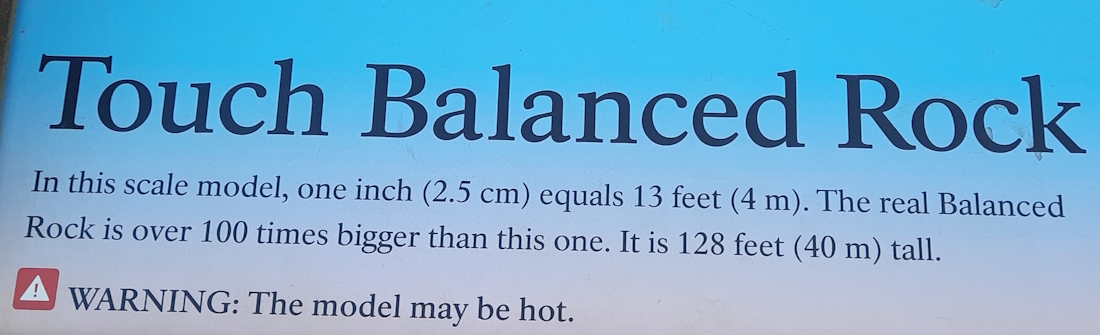 Touch Balanced Rock
In this scale model, one inch (2.5 cm) equals 13 feet (4 m). The real Balanced
Rock is over 100 times bigger than this one. It is 128 feet (40 m) tall.
WARNING: The model may be hot.